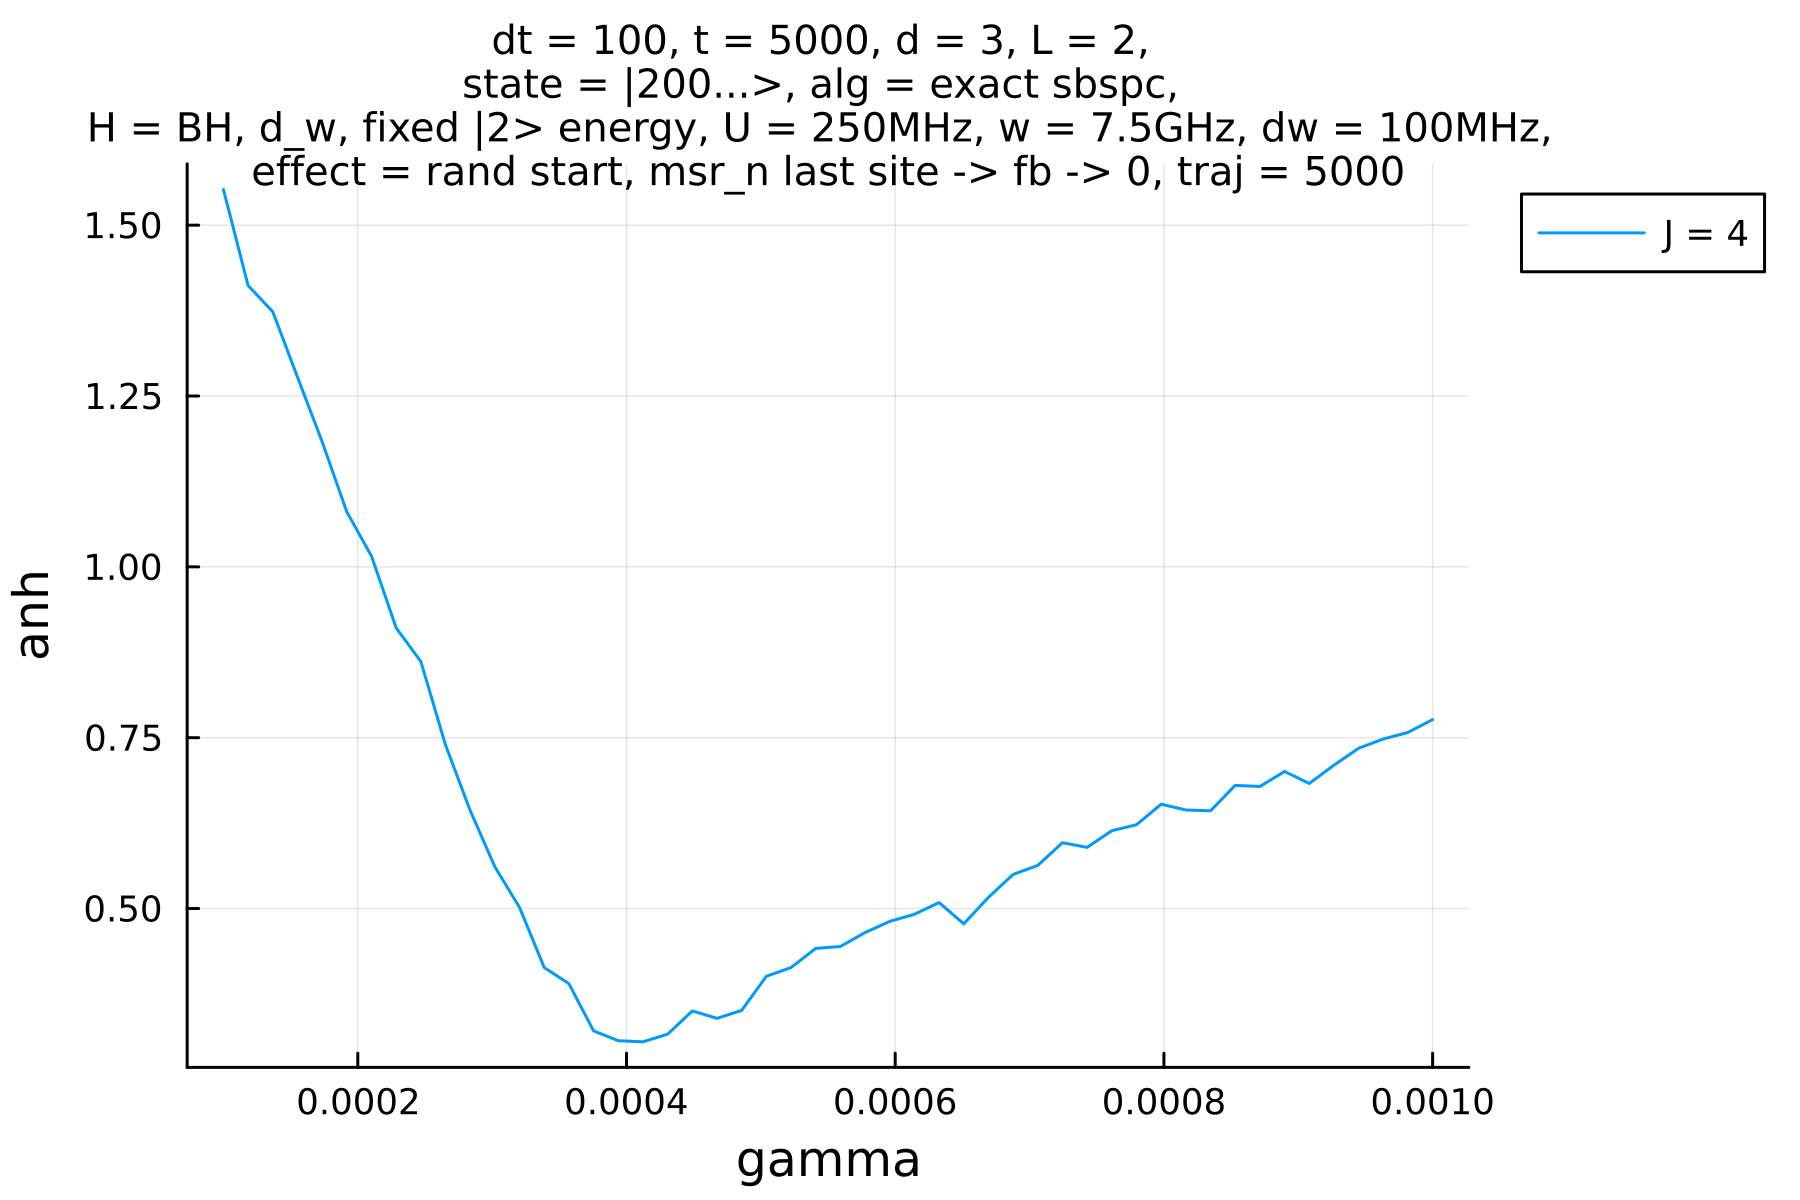 dt = 100, t = 5000, d = 3, L = 2,
state = |200...>, alg = exact sbspc,
H = BH, d_w, fixed |2> energy, U = 250MHz, w = 7.5GHz, dw = 100MHz,
effect = rand start, msr_n last site -> fb -> 0, traj = 5000
J = 4
1.50
1.25
1.00
0.75
0.50
anh
0.0002 0.0004 0.0006 0.0008 0.0010
gamma